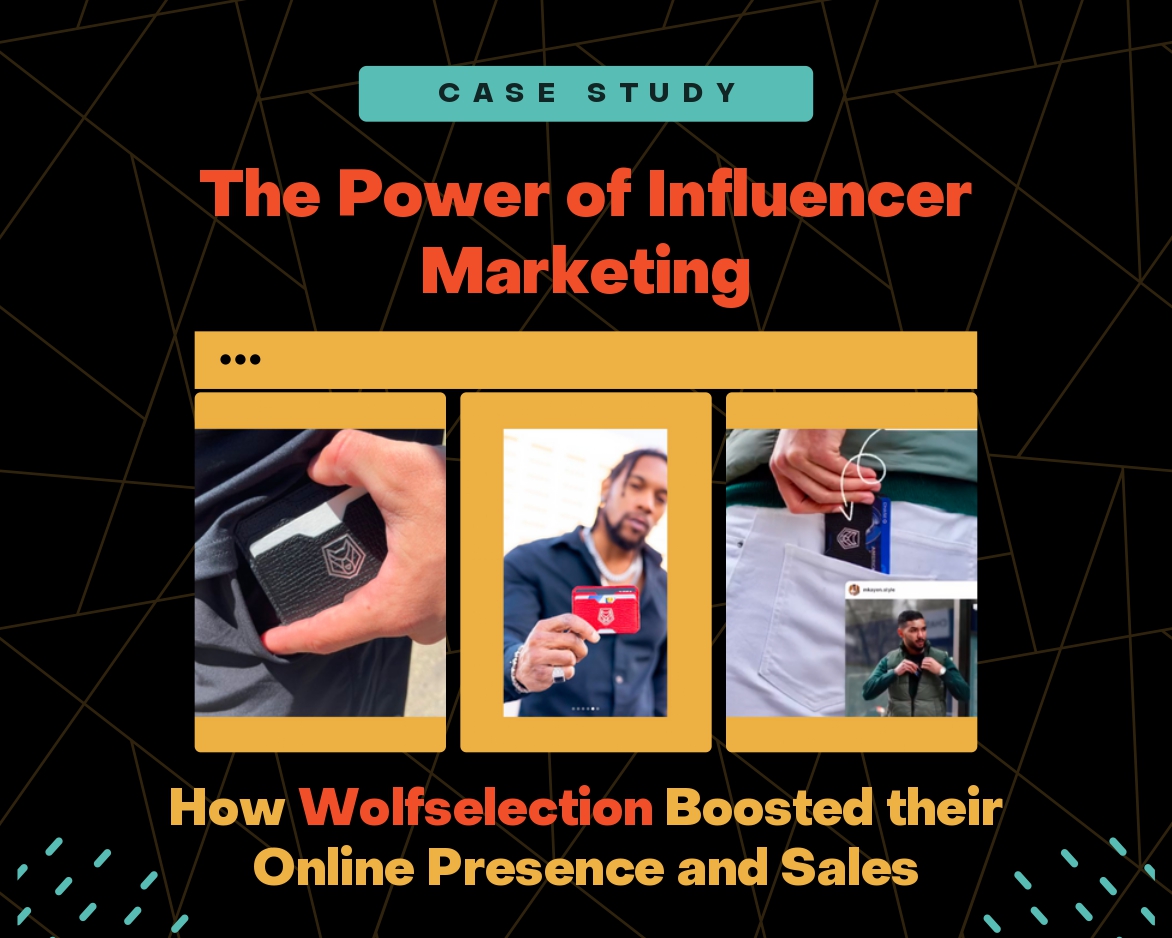 CASE STUDY
The Power of Influencer
Marketing
How Wolfselection Boosted their
Online Presence and Sales